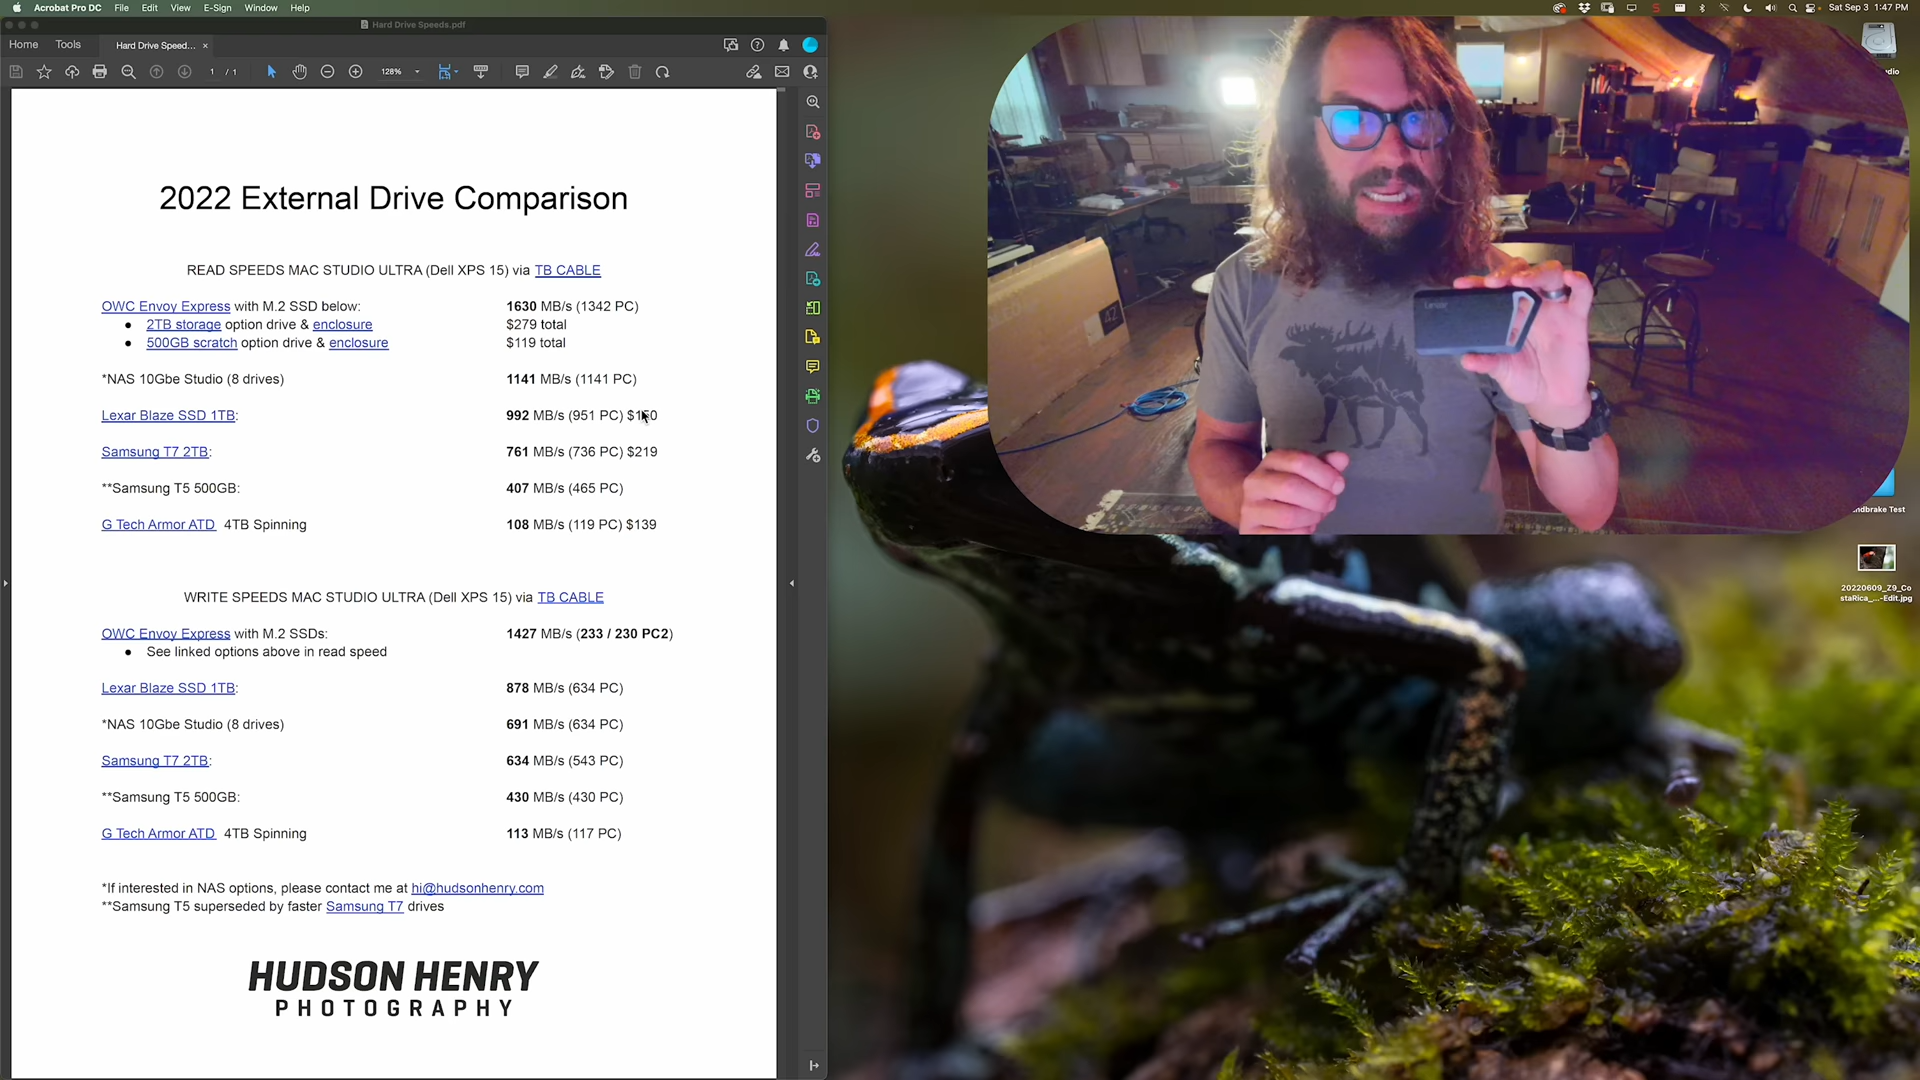 Acrobat Pro DC File Edit View E-Sign Window Help
Sat Sep 3 1:47 PM
Hard Drive Speeds.pdf
Home Tools Hard Drive Speed... ×
1 / 1 128%
2022 External Drive Comparison
READ SPEEDS MAC STUDIO ULTRA (Dell XPS 15) via TB CABLE
OWC Envoy Express with M.2 SSD below: 1630 MB/s (1342 PC)
● 2TB storage option drive & enclosure $279 total
● 500GB scratch option drive & enclosure $119 total
*NAS 10Gbe Studio (8 drives) 1141 MB/s (1141 PC)
Lexar Blaze SSD 1TB: 992 MB/s (951 PC)
Samsung T7 2TB: 761 MB/s (736 PC) $219
**Samsung T5 500GB: 407 MB/s (465 PC)
G Tech Armor ATD 4TB Spinning 108 MB/s (119 PC) $139
WRITE SPEEDS MAC STUDIO ULTRA (Dell XPS 15) via TB CABLE
OWC Envoy Express with M.2 SSDs: 1427 MB/s (233 / 230 PC2)
● See linked options above in read speed
Lexar Blaze SSD 1TB: 878 MB/s (634 PC)
*NAS 10Gbe Studio (8 drives) 691 MB/s (634 PC)
Samsung T7 2TB: 634 MB/s (543 PC)
**Samsung T5 500GB: 430 MB/s (430 PC)
G Tech Armor ATD 4TB Spinning 113 MB/s (117 PC)
*If interested in NAS options, please contact me at hi@hudsonhenry.com
**Samsung T5 superseded by faster Samsung T7 drives
HUDSON HENRY
PHOTOGRAPHY
Lexar
20220609_Z9_Co
staRica_...-Edit.jpg